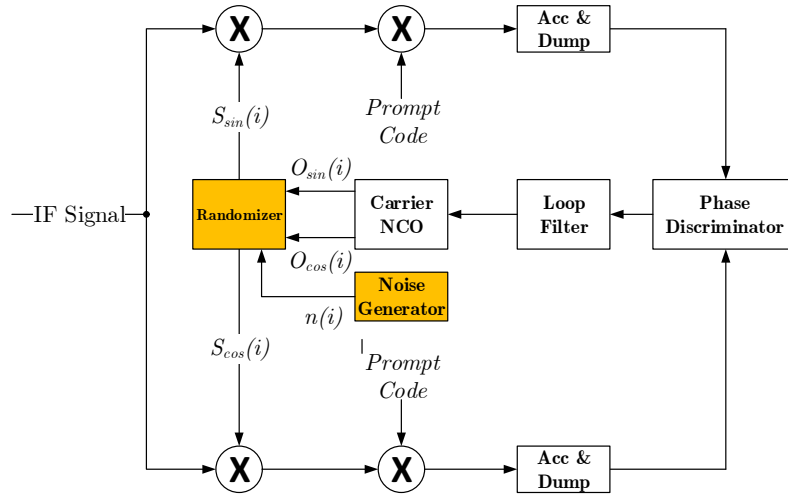 X
X
Acc &
Dump
S_sin(i)
Prompt
Code
IF Signal
Randomizer
O_sin(i)
O_cos(i)
Carrier
NCO
Loop
Filter
Phase
Discriminator
Noise
Generator
n(i)
S_cos(i)
Prompt
Code
X
X
Acc &
Dump